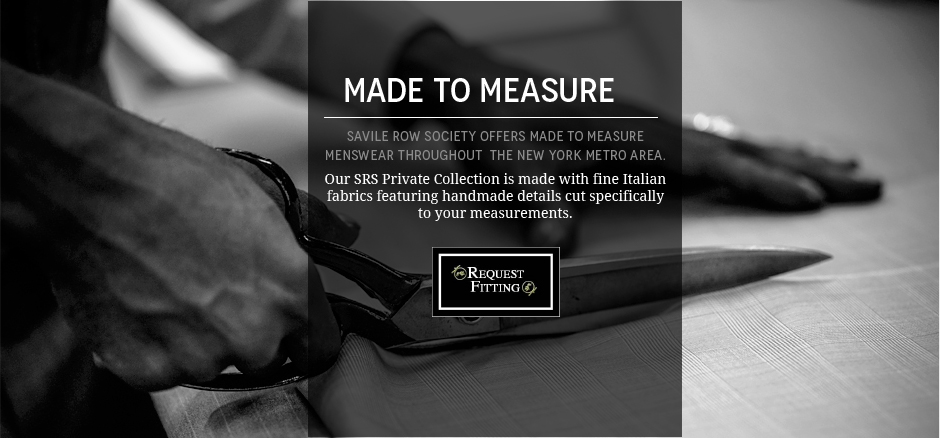 MADE TO MEASURE
SAVILE ROW SOCIETY OFFERS MADE TO MEASURE
MENSWEAR THROUGHOUT THE NEW YORK METRO AREA.
Our SRS Private Collection is made with fine Italian
fabrics featuring handmade details cut specifically
to your measurements.
REQUEST
FITTING